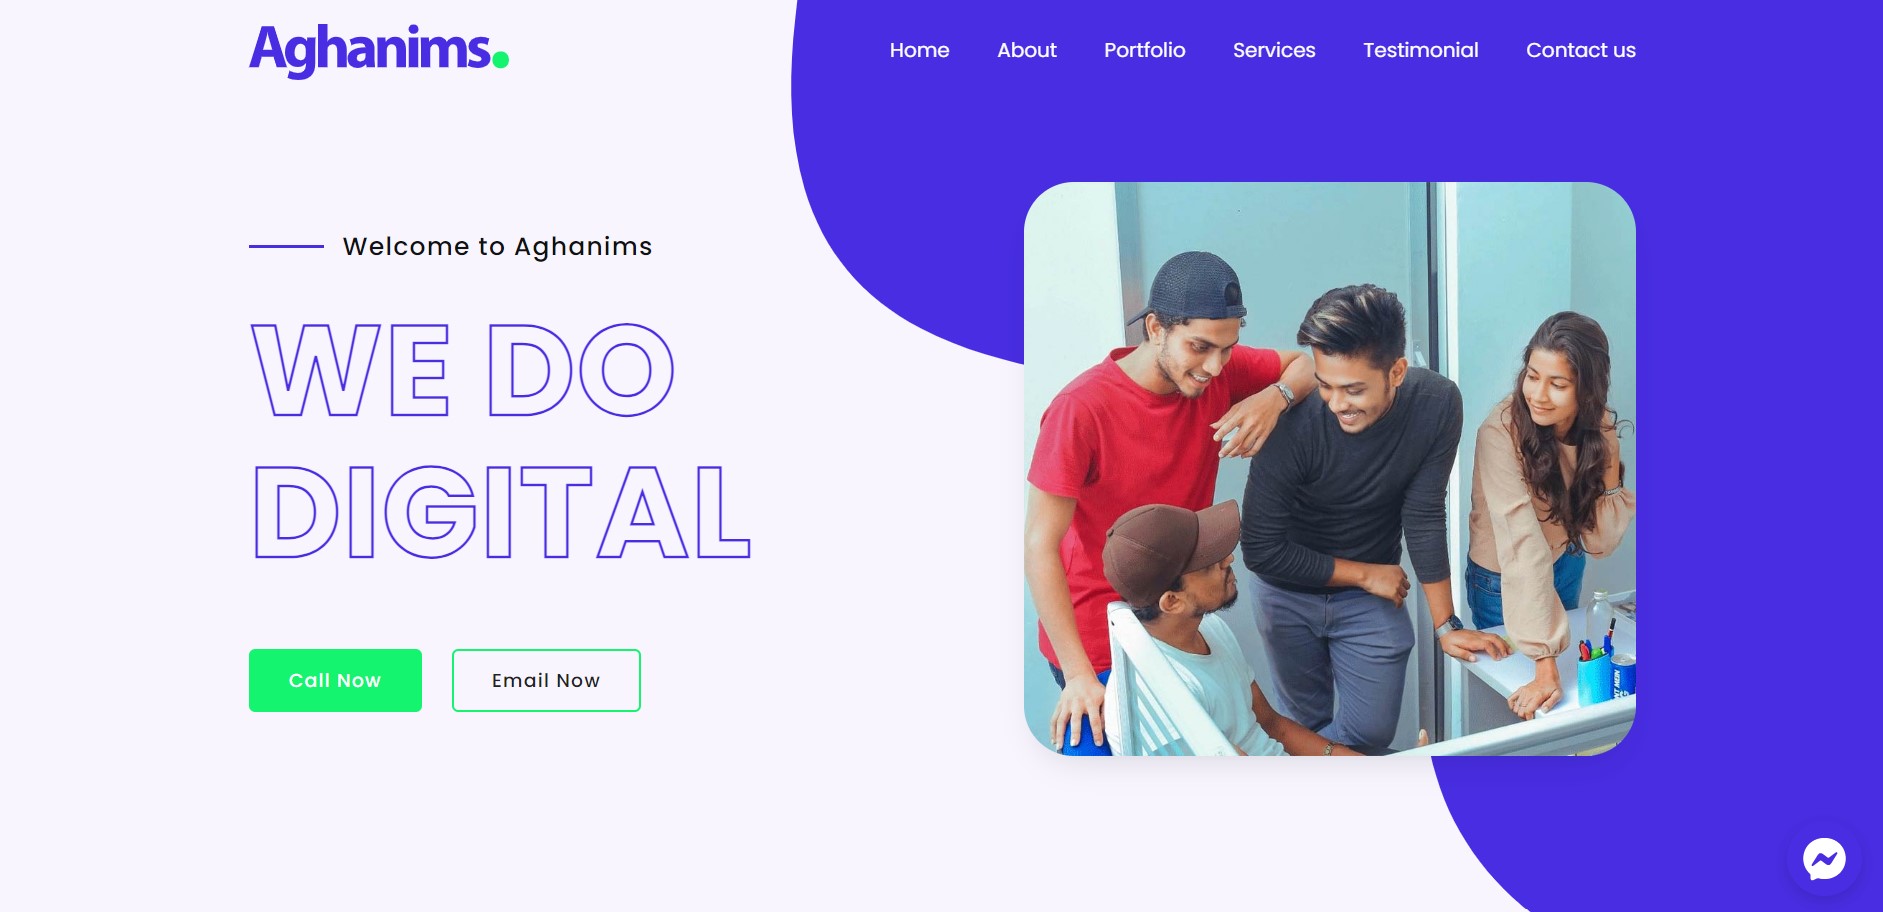 Aghanims.
Home About Portfolio Services Testimonial Contact us
Welcome to Aghanims
WE DO
DIGITAL
Call Now Email Now